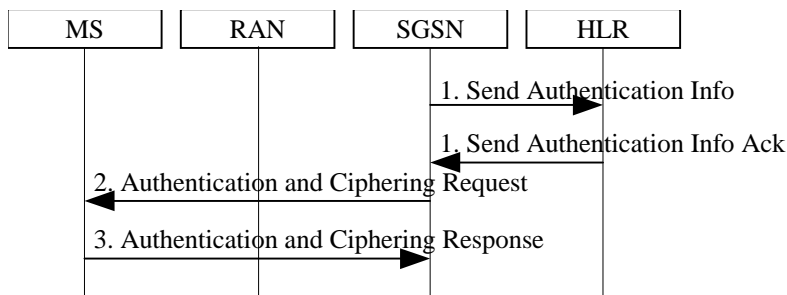 MS RAN SGSN HLR
1. Send Authentication Info
1. Send Authentication Info Ack
2. Authentication and Ciphering Request
3. Authentication and Ciphering Response